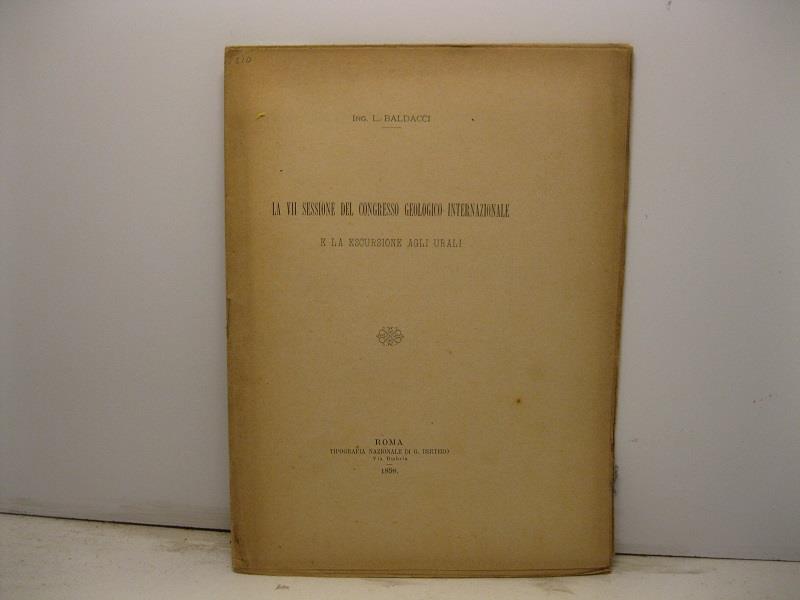 ING. L. BALDACCI
LA VII SESSIONE DEL CONGRESSO GEOLOGICO INTERNAZIONALE
E LA ESCURSIONE AGLI URALI
ROMA
TIPOGRAFIA NAZIONALE DI G. BERTERO
Via Umbria
1898.